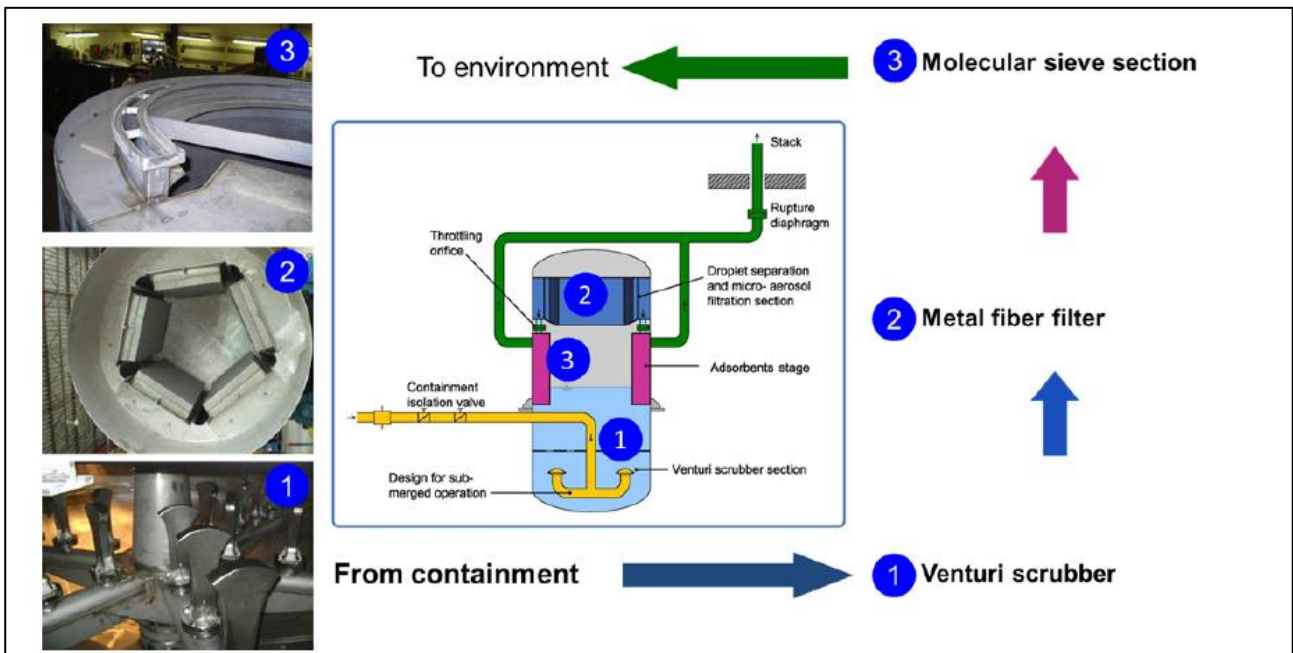 3
To environment
3 Molecular sieve section
Stack
Rupture
diaphragm
Throttling
orifice
2
Droplet separation
and micro- aerosol
filtration section
2
2 Metal fiber filter
3
Adsorbents stage
Containment
isolation valve
1
Venturi scrubber section
Design for sub-
merged operation
1
From containment
1 Venturi scrubber